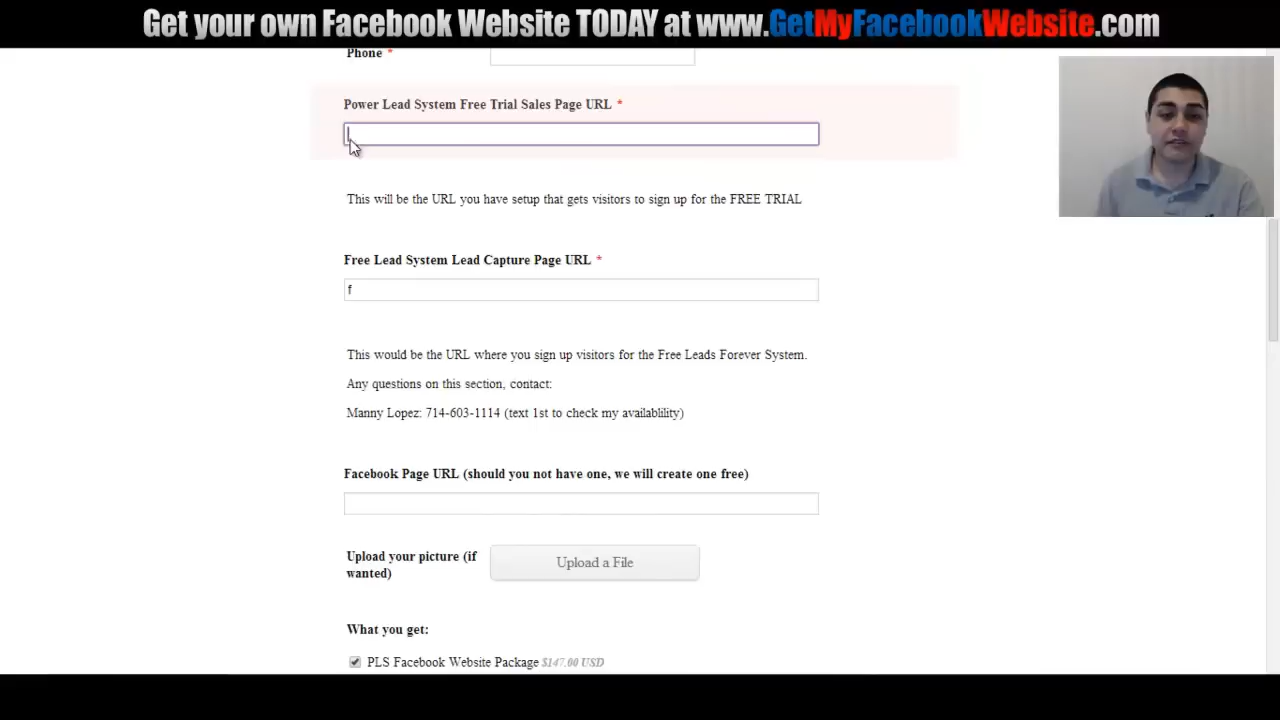 Get your own Facebook Website TODAY at www.GetMyFacebookWebsite.com
Phone *
Power Lead System Free Trial Sales Page URL *
This will be the URL you have setup that gets visitors to sign up for the FREE TRIAL
Free Lead System Lead Capture Page URL *
f
This would be the URL where you sign up visitors for the Free Leads Forever System.
Any questions on this section, contact:
Manny Lopez: 714-603-1114 (text 1st to check my availablility)
Facebook Page URL (should you not have one, we will create one free)
Upload your picture (if
wanted)
Upload a File
What you get:
PLS Facebook Website Package $147.00 USD